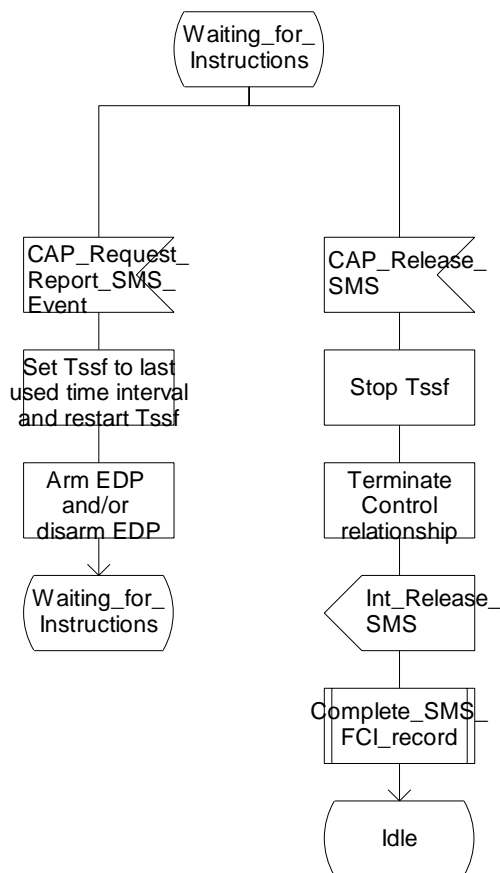 Waiting_for_
Instructions
CAP_Request_
Report_SMS_
Event
Set Tssf to last
used time interval
and restart Tssf
Arm EDP
and/or
disarm EDP
Waiting_for_
Instructions
CAP_Release_
SMS
Stop Tssf
Terminate
Control
relationship
Int_Release_
SMS
Complete_SMS_
FCI_record
Idle